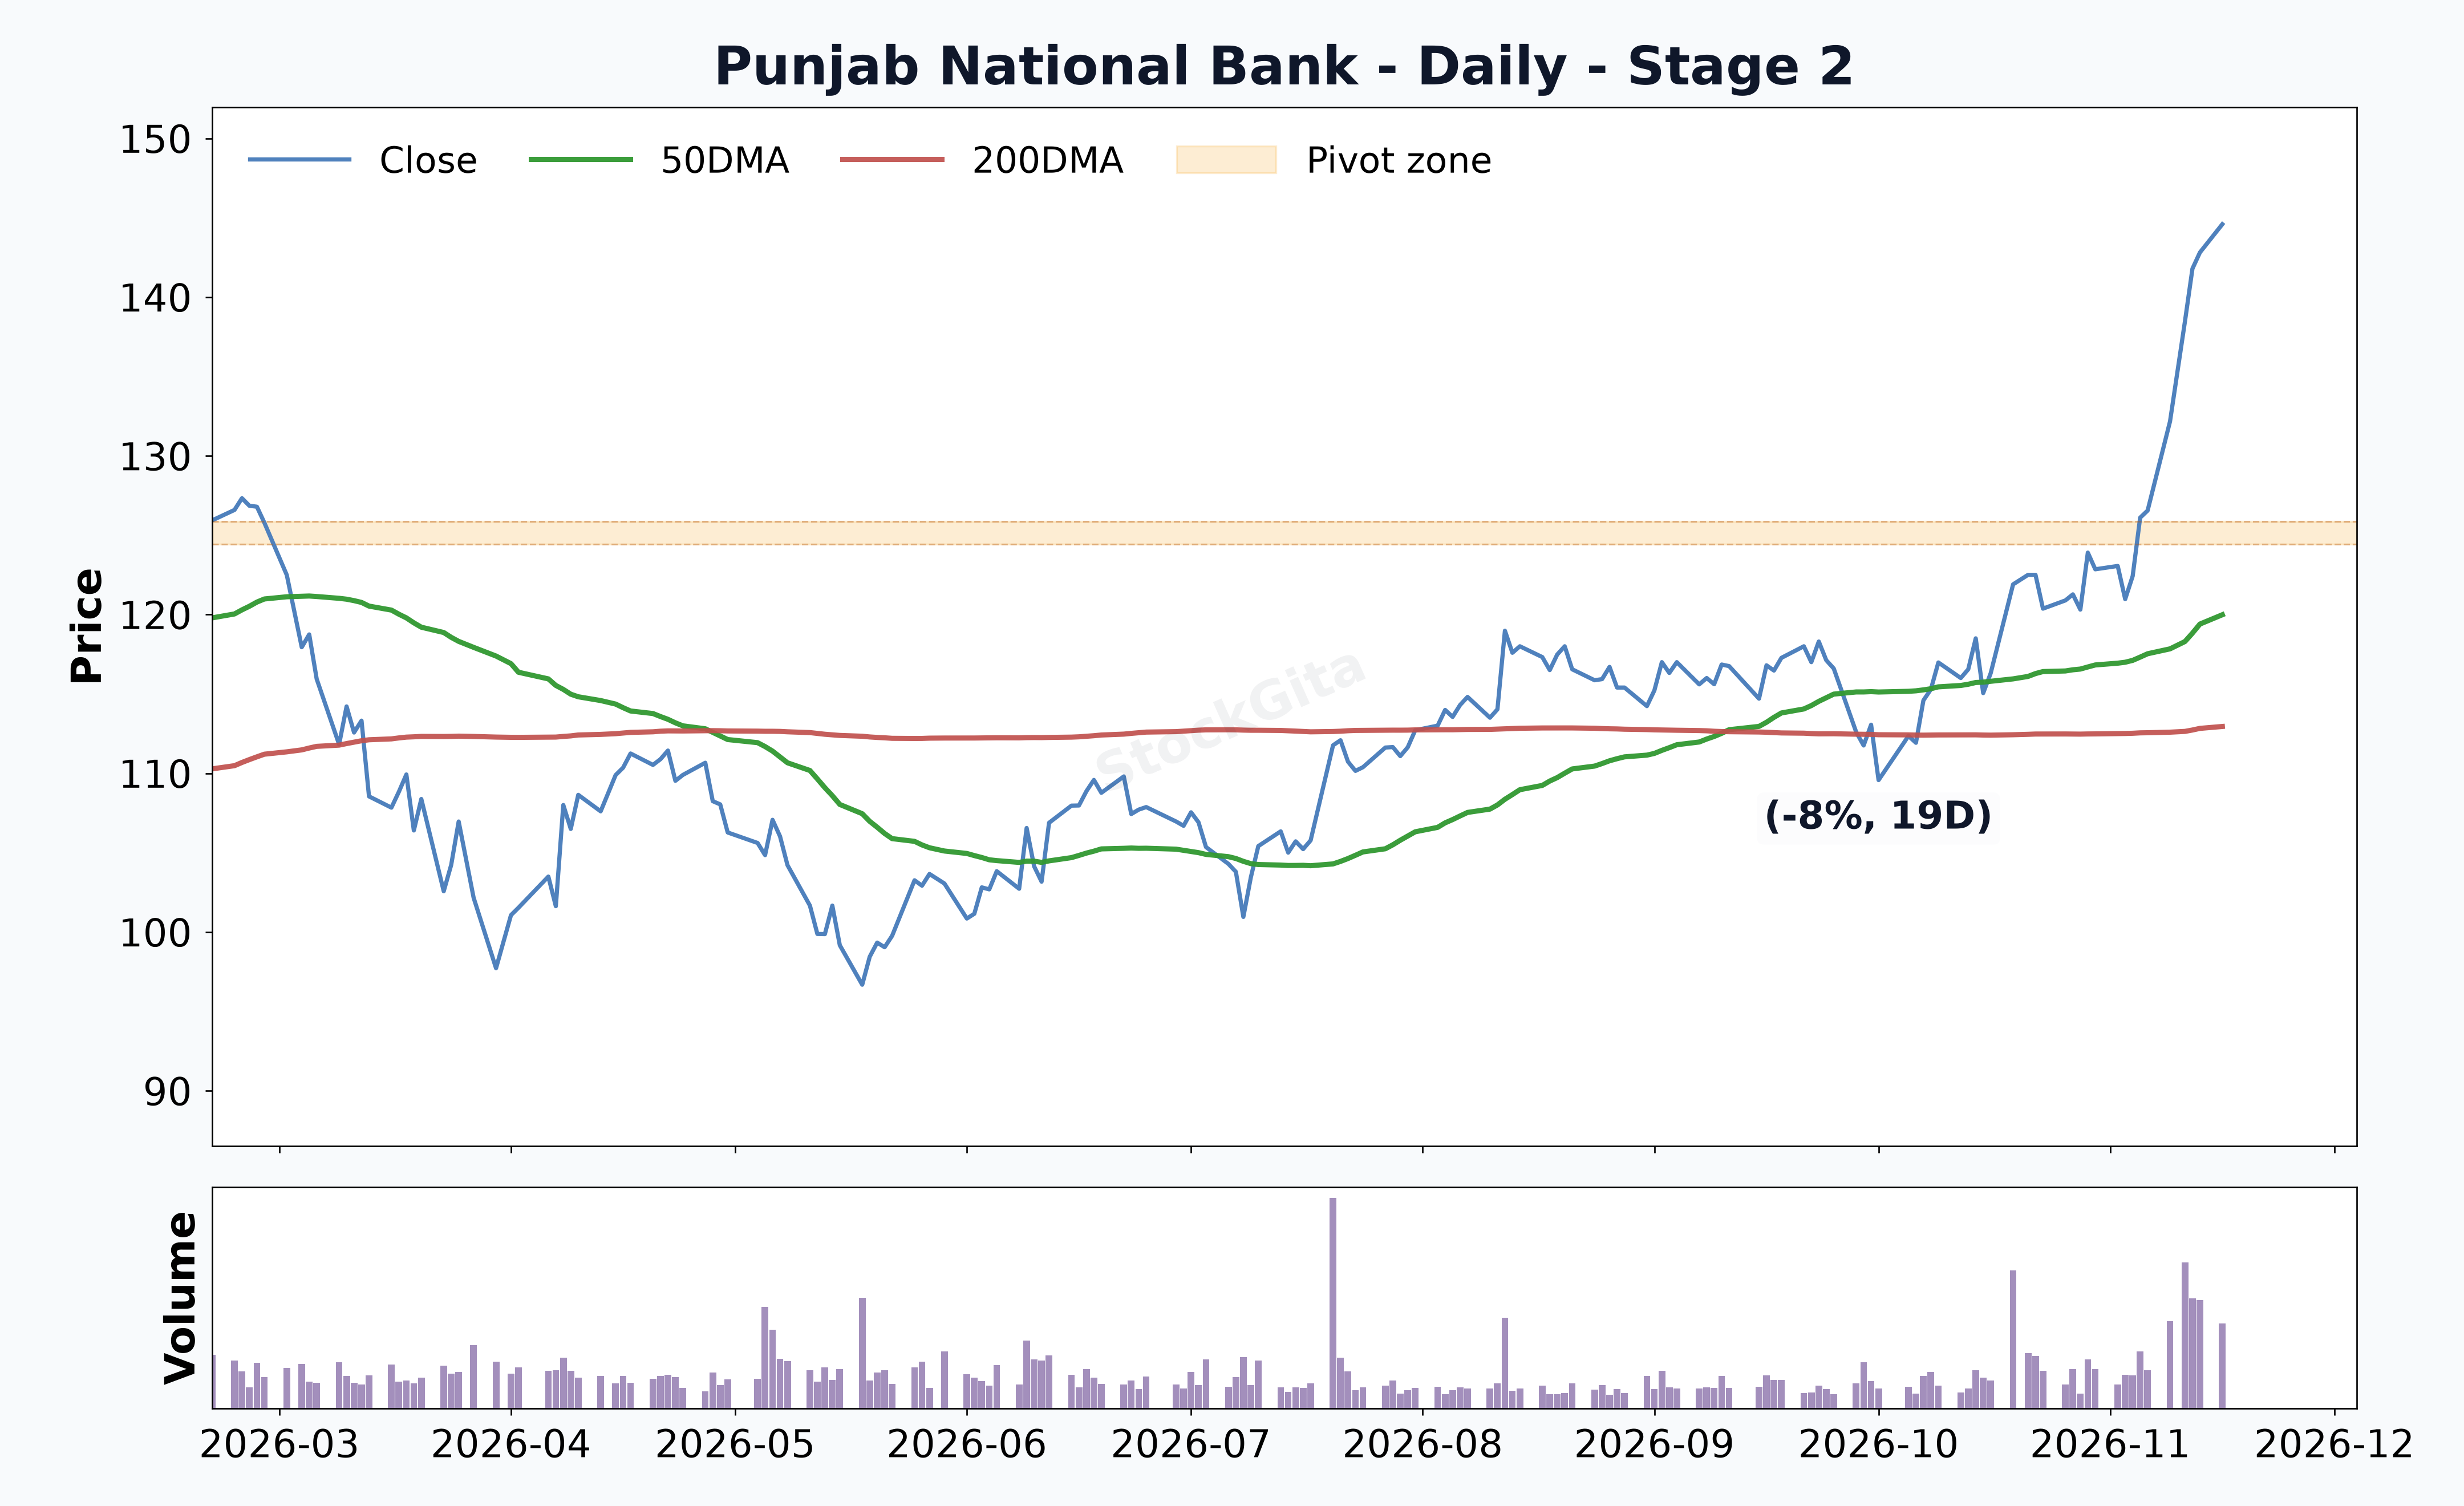 Punjab National Bank - Daily - Stage 2
Close 50DMA 200DMA Pivot zone
150
140
130
120
110
100
90
Price
StockGita
(-8%, 19D)
Volume
2026-03 2026-04 2026-05 2026-06 2026-07 2026-08 2026-09 2026-10 2026-11 2026-12